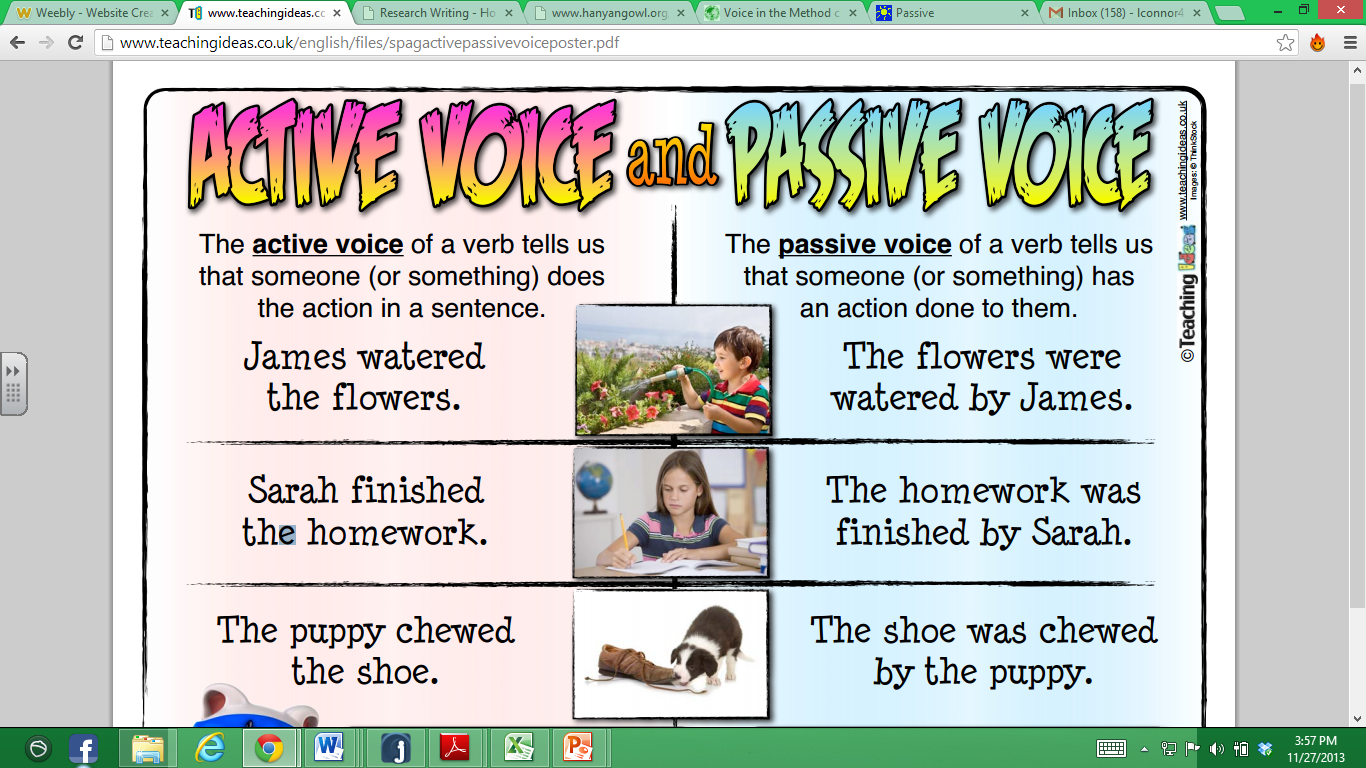 Weebly - Website Crea
www.teachingideas.co
Research Writing - Ho
www.hanyangowl.org
Voice in the Method c
Passive
Inbox (158) - lconnor4
www.teachingideas.co.uk/english/files/spagactivepassivevoiceposter.pdf
ACTIVE VOICE and PASSIVE VOICE
The active voice of a verb tells us
that someone (or something) does
the action in a sentence.
The passive voice of a verb tells us
that someone (or something) has
an action done to them.
James watered
the flowers.
The flowers were
watered by James.
Sarah finished
the homework.
The homework was
finished by Sarah.
The puppy chewed
the shoe.
The shoe was chewed
by the puppy.
©Teaching Ideas
www.teachingideas.co.uk
Images: © ThinkStock
3:57 PM
11/27/2013